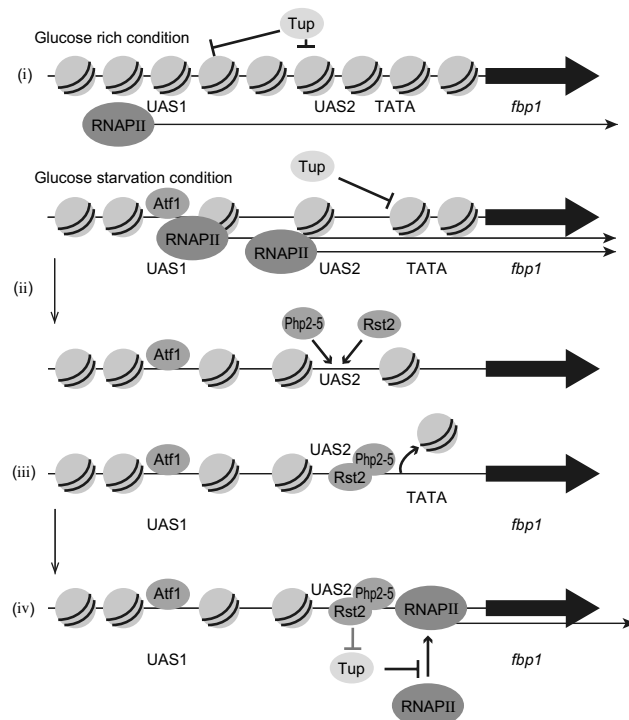 Tup
Glucose rich condition
(i)
UAS1 UAS2 TATA fbp1
RNAPII
Tup
Glucose starvation condition
Atf1
RNAPII
RNAPII
UAS1 UAS2 TATA fbp1
(ii)
Php2-5 Rst2
Atf1
UAS2
UAS2 Php2-5
(iii) Atf1 Rst2
TATA
UAS1 fbp1
UAS2 Php2-5
(iv) Atf1 Rst2 RNAPII
UAS1 Tup fbp1
RNAPII